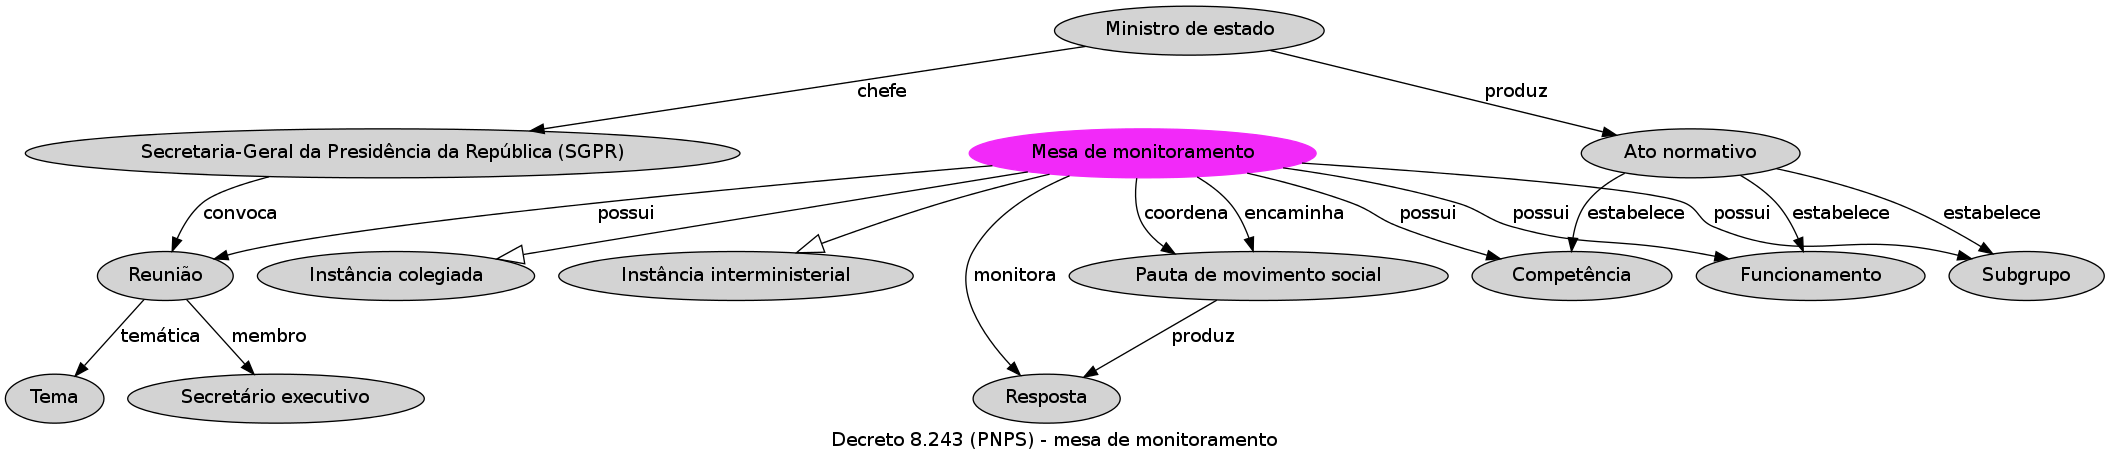 Ministro de estado
chefe
produz
Secretaria-Geral da Presidência da República (SGPR)
Mesa de monitoramento
Ato normativo
convoca
possui
coordena
encaminha
possui
possui
estabelece
possui
estabelece
estabelece
Reunião
Instância colegiada
Instância interministerial
monitora
Pauta de movimento social
Competência
Funcionamento
Subgrupo
temática
membro
produz
Tema
Secretário executivo
Resposta
Decreto 8.243 (PNPS) - mesa de monitoramento